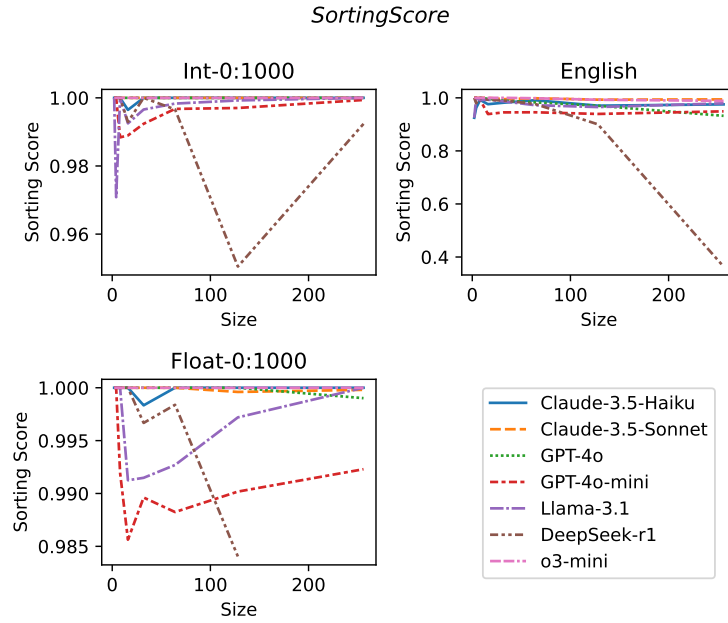 SortingScore
Int-0:1000
1.00
0.98
0.96
Sorting Score
0
100
200
Size
English
1.0
0.8
0.6
0.4
Sorting Score
0
100
200
Size
Float-0:1000
1.000
0.995
0.990
0.985
Sorting Score
0
100
200
Size
Claude-3.5-Haiku
Claude-3.5-Sonnet
GPT-4o
GPT-4o-mini
Llama-3.1
DeepSeek-r1
o3-mini